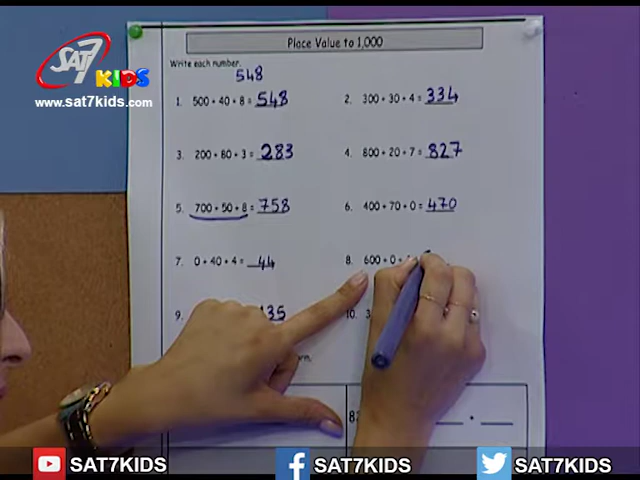 SAT7
KIDS
www.sat7kids.com
Place Value to 1,000
Write each number.
548
1. 500 + 40 + 8 = 548
2. 300 + 30 + 4 = 334
3. 200 + 80 + 3 = 283
4. 800 + 20 + 7 = 827
5. 700 + 50 + 8 = 758
6. 400 + 70 + 0 = 470
7. 0 + 40 + 4 = 44
8. 600 + 0 +
9. 35
10. 3
SAT7KIDS
SAT7KIDS
SAT7KIDS